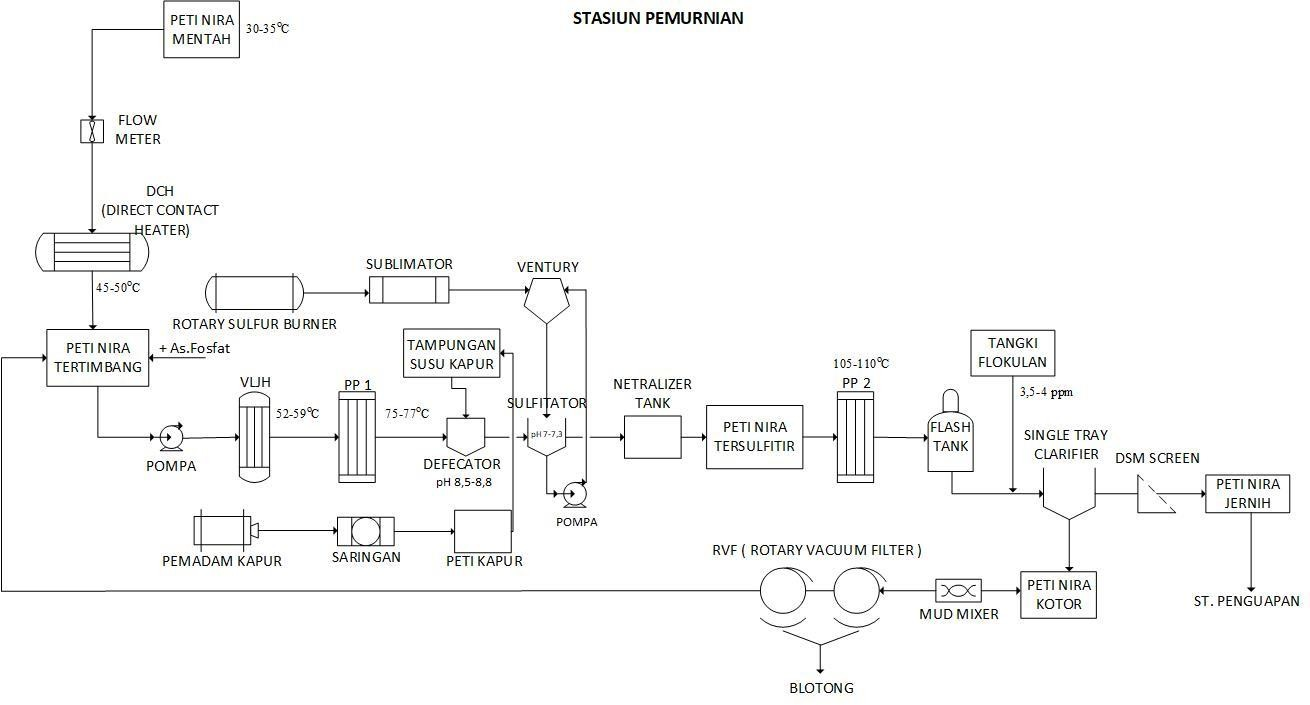 STASIUN PEMURNIAN
PETI NIRA
MENTAH
30-35°C
FLOW
METER
DCH
(DIRECT CONTACT
HEATER)
45-50°C
SUBLIMATOR
VENTURY
ROTARY SULFUR BURNER
PETI NIRA
TERTIMBANG
+ As.Fosfat
TAMPUNGAN
SUSU KAPUR
TANGKI
FLOKULAN
3,5-4 ppm
VLJH
52-59°C
PP 1
75-77°C
SULFITATOR
pH 7-7,3
NETRALIZER
TANK
PETI NIRA
TERSULFITIR
105-110°C
PP 2
FLASH
TANK
SINGLE TRAY
CLARIFIER
DSM SCREEN
PETI NIRA
JERNIH
POMPA
DEFECATOR
pH 8,5-8,8
POMPA
PEMADAM KAPUR
SARINGAN
PETI KAPUR
RVF ( ROTARY VACUUM FILTER )
MUD MIXER
PETI NIRA
KOTOR
ST. PENGUAPAN
BLOTONG